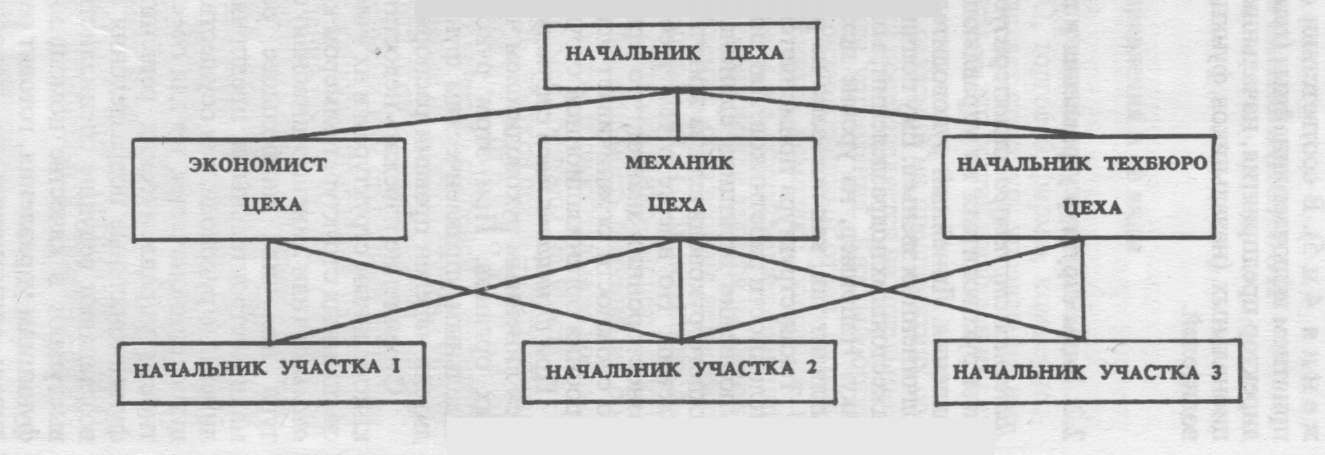 НАЧАЛЬНИК ЦЕХА
ЭКОНОМИСТ
ЦЕХА
МЕХАНИК
ЦЕХА
НАЧАЛЬНИК ТЕХБЮРО
ЦЕХА
НАЧАЛЬНИК УЧАСТКА I
НАЧАЛЬНИК УЧАСТКА 2
НАЧАЛЬНИК УЧАСТКА 3